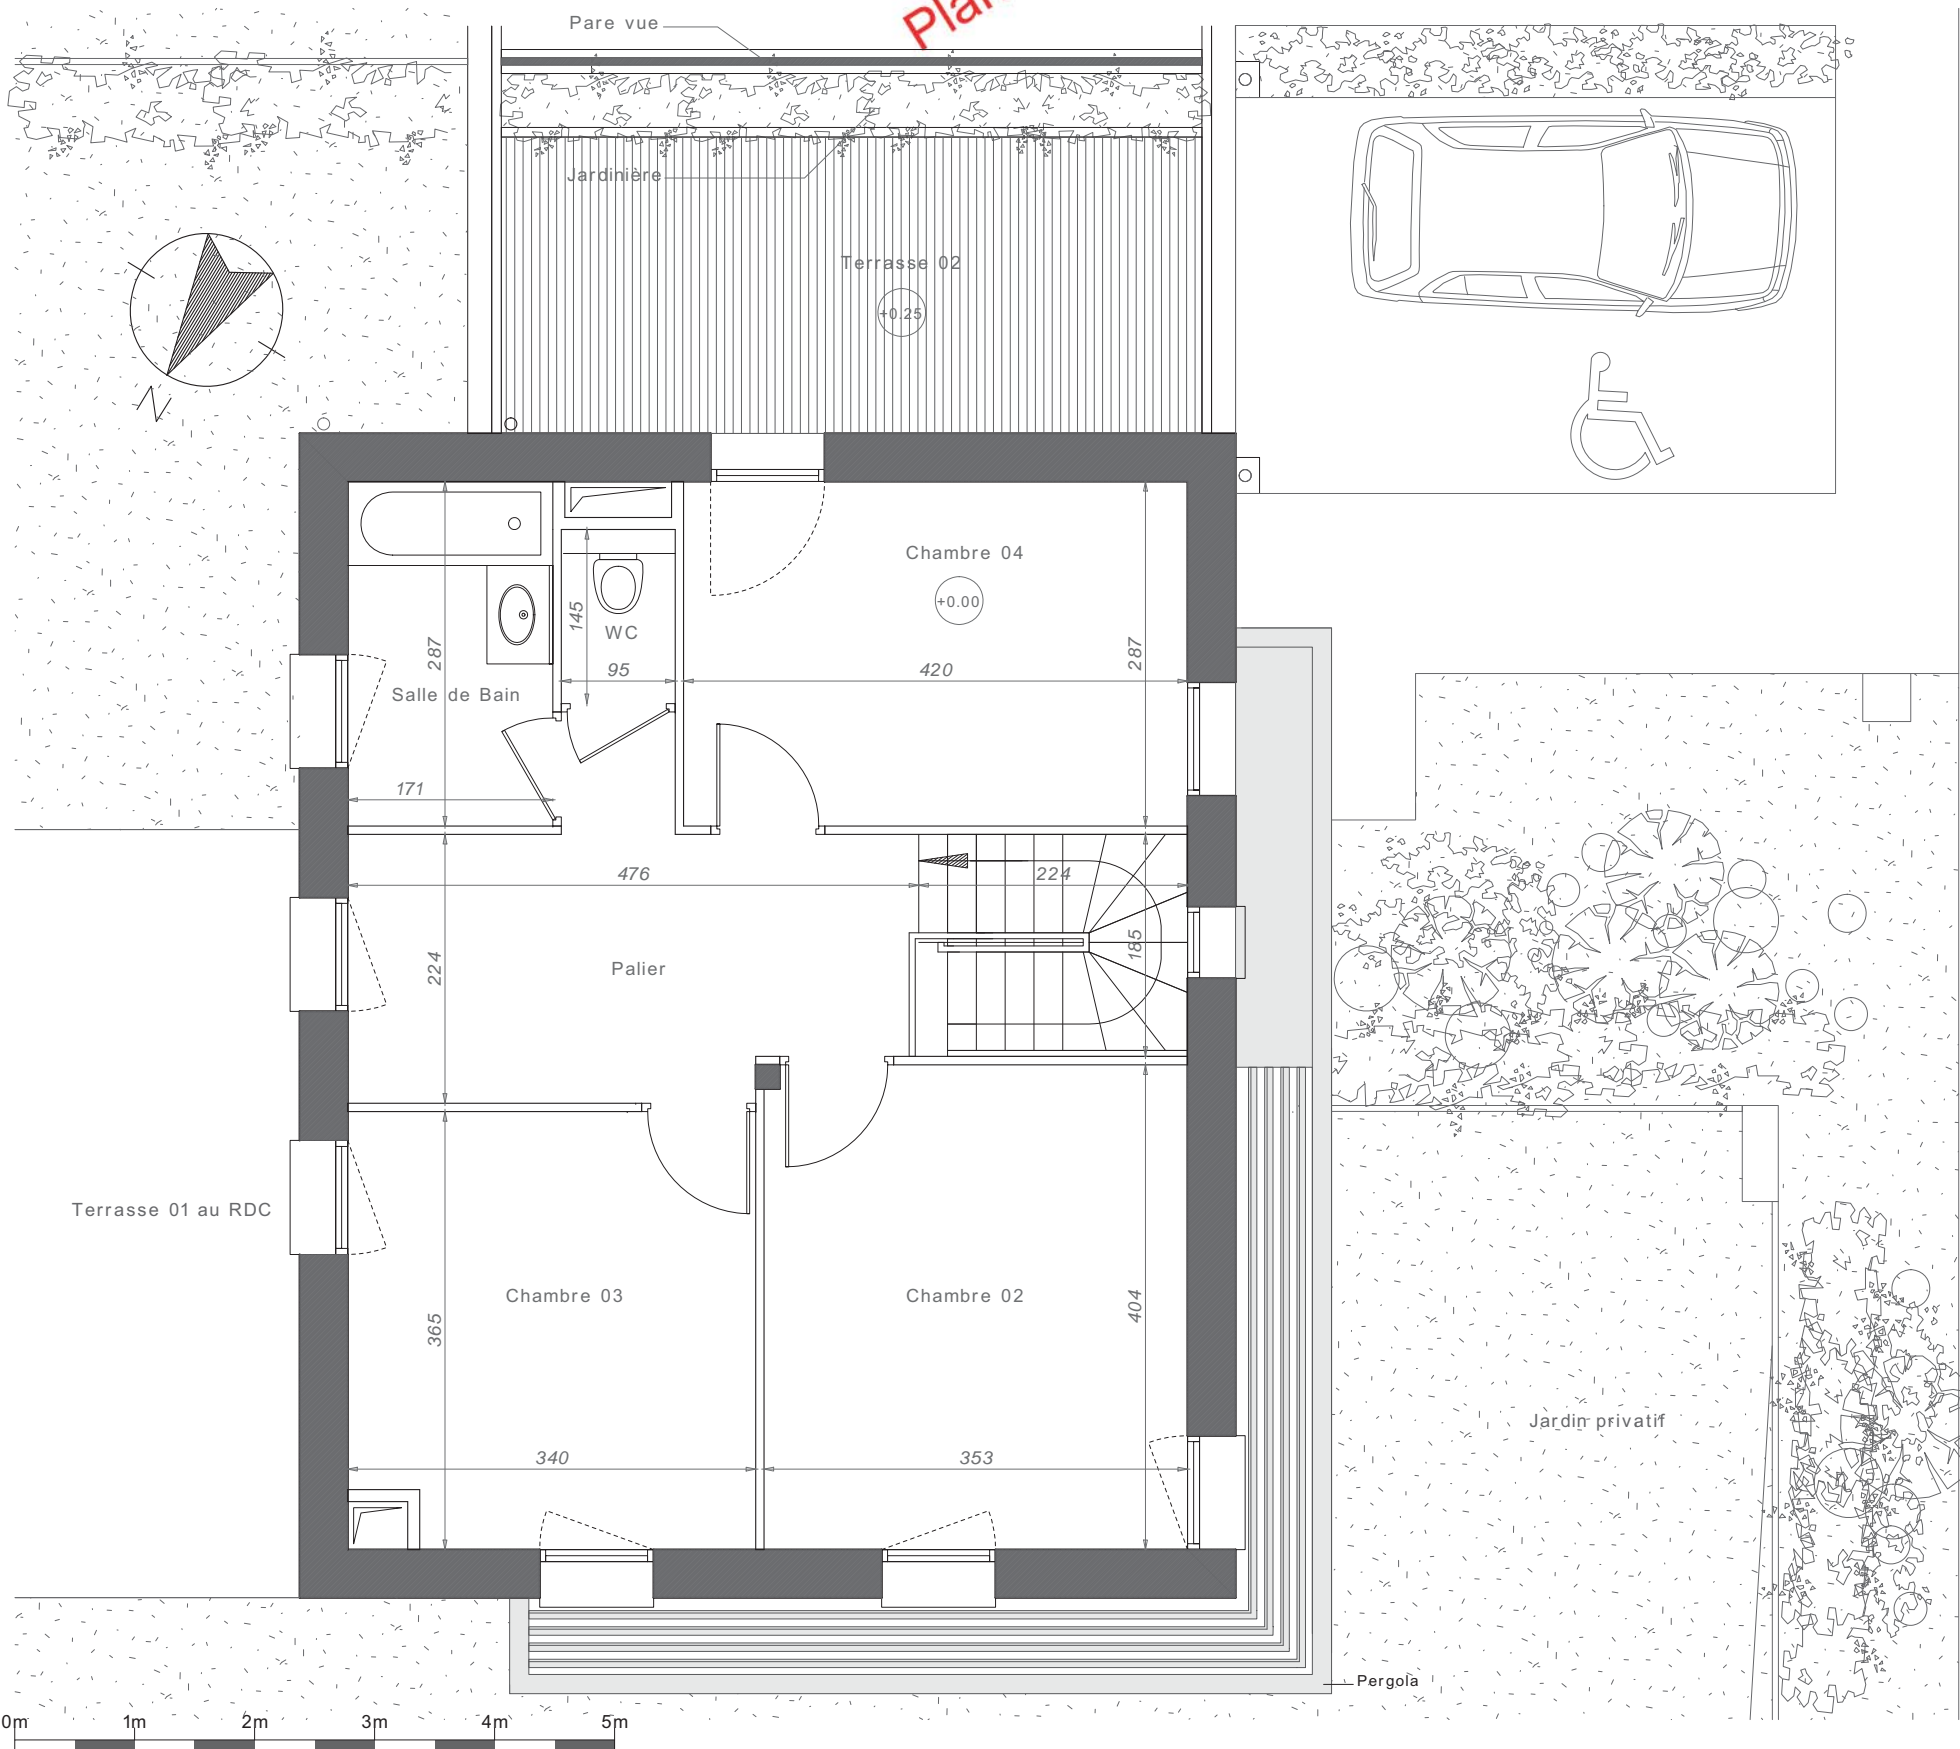 Pare vue
Jardinière
Terrasse 02
+0.25
N
Chambre 04
+0.00
145
WC
287
287
95
420
Salle de Bain
171
476
224
224
185
Palier
Terrasse 01 au RDC
Chambre 03
Chambre 02
365
404
340
353
Jardin privatif
Pergola
0m 1m 2m 3m 4m 5m